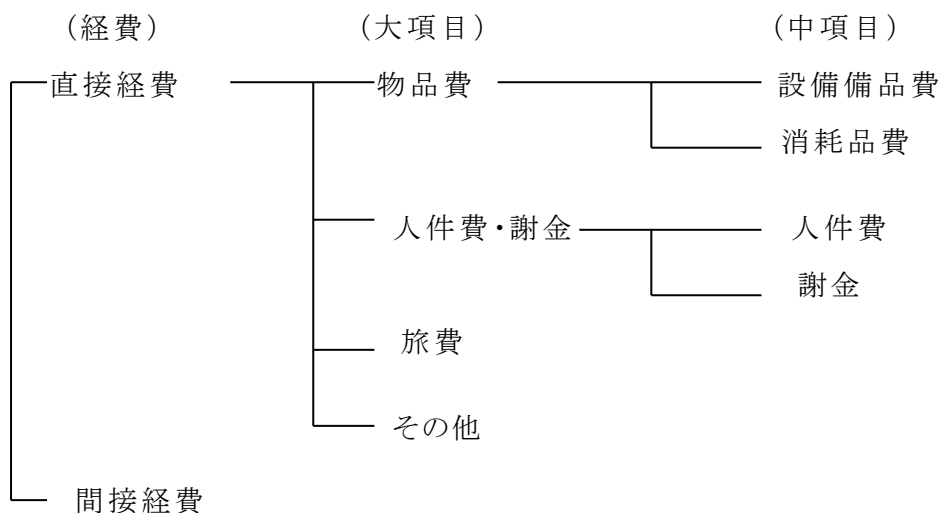 (経費) (大項目) (中項目)
直接経費 物品費 設備備品費
消耗品費
人件費・謝金 人件費
謝金
旅費
その他
間接経費